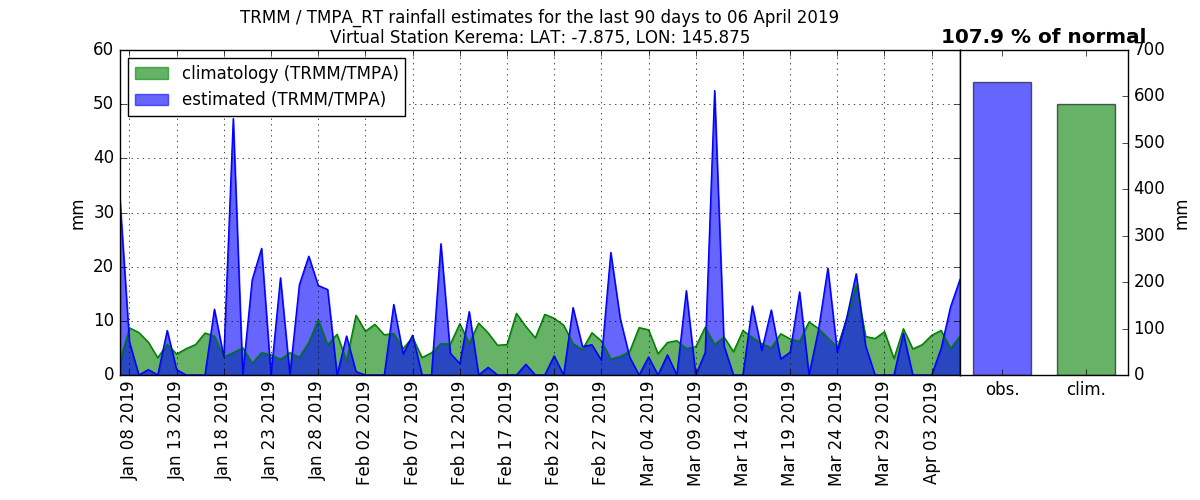 TRMM / TMPA_RT rainfall estimates for the last 90 days to 06 April 2019
Virtual Station Kerema: LAT: -7.875, LON: 145.875
107.9 % of normal
climatology (TRMM/TMPA)
estimated (TRMM/TMPA)
60
50
40
30
20
10
0
mm
Jan 08 2019
Jan 13 2019
Jan 18 2019
Jan 23 2019
Jan 28 2019
Feb 02 2019
Feb 07 2019
Feb 12 2019
Feb 17 2019
Feb 22 2019
Feb 27 2019
Mar 04 2019
Mar 09 2019
Mar 14 2019
Mar 19 2019
Mar 24 2019
Mar 29 2019
Apr 03 2019
700
600
500
400
300
200
100
0
mm
obs.
clim.